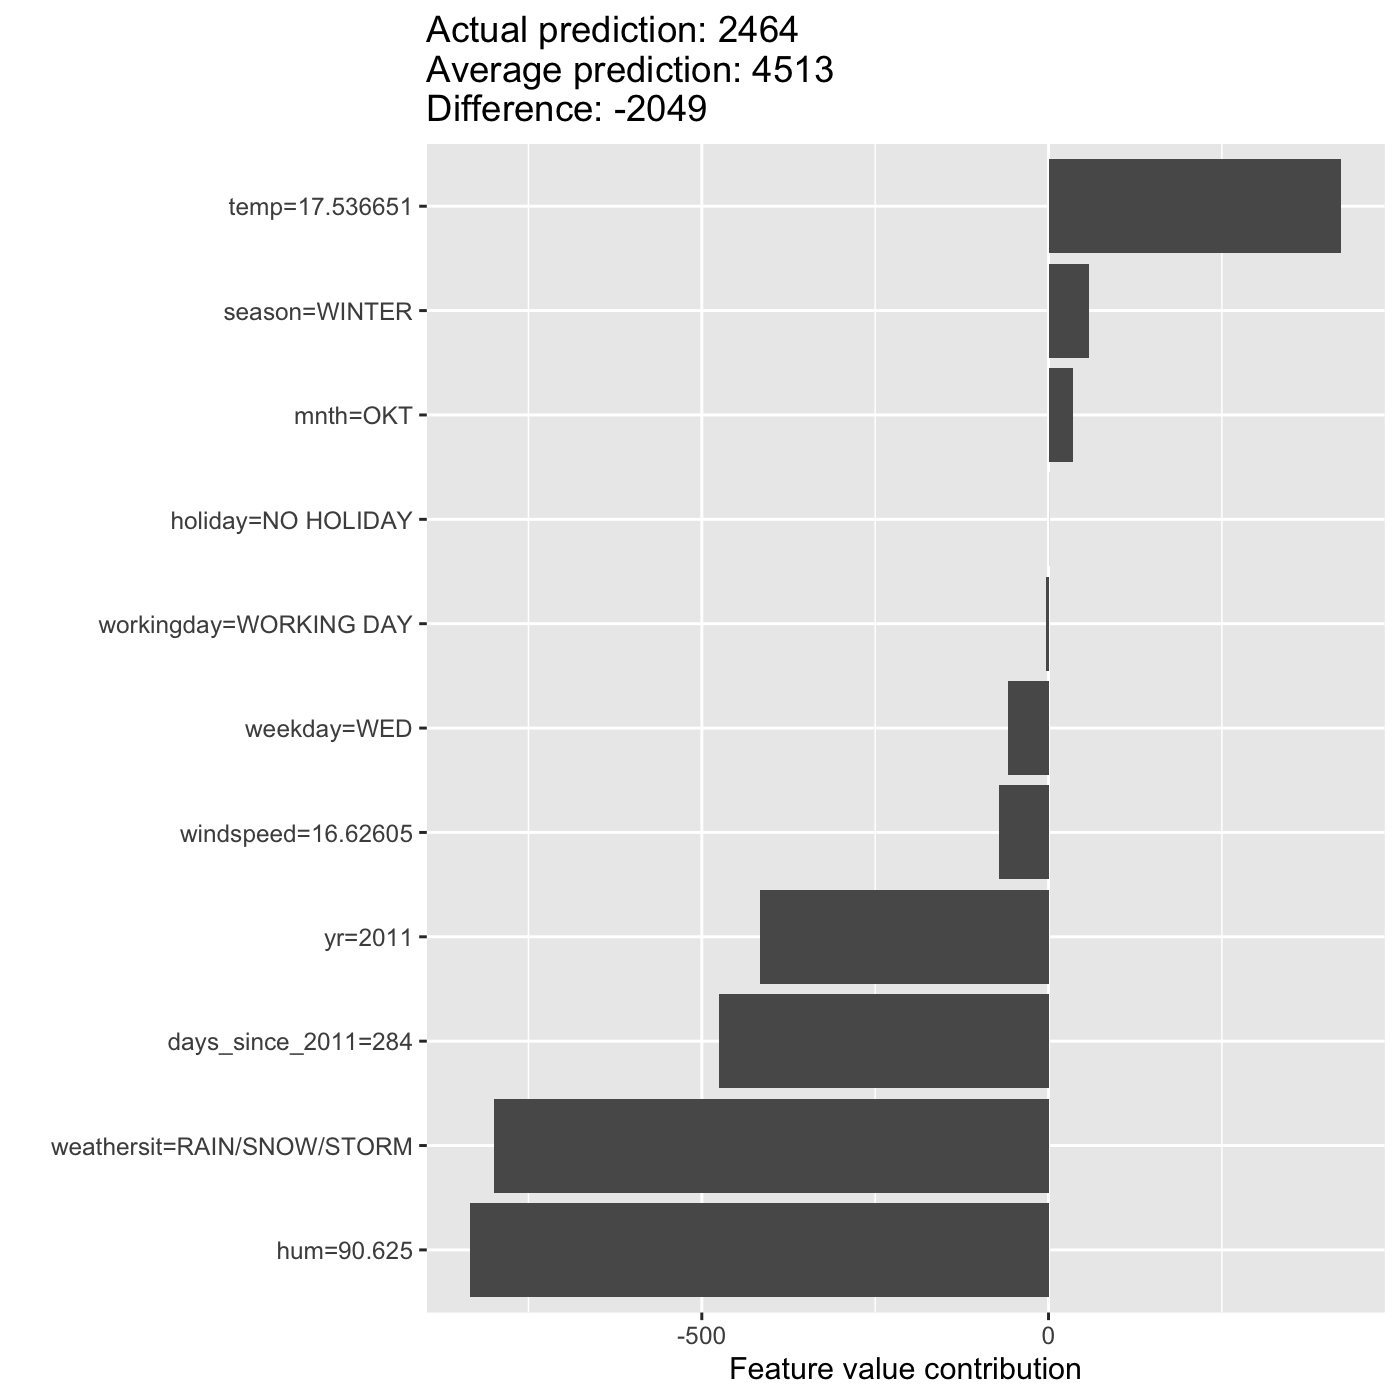 Actual prediction: 2464
Average prediction: 4513
Difference: -2049
temp=17.536651
season=WINTER
mnth=OKT
holiday=NO HOLIDAY
workingday=WORKING DAY
weekday=WED
windspeed=16.62605
yr=2011
days_since_2011=284
weathersit=RAIN/SNOW/STORM
hum=90.625
-500 0
Feature value contribution